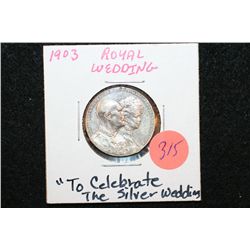 1903 ROYAL
WEDDING
315
"To Celebrate
The Silver Wedding